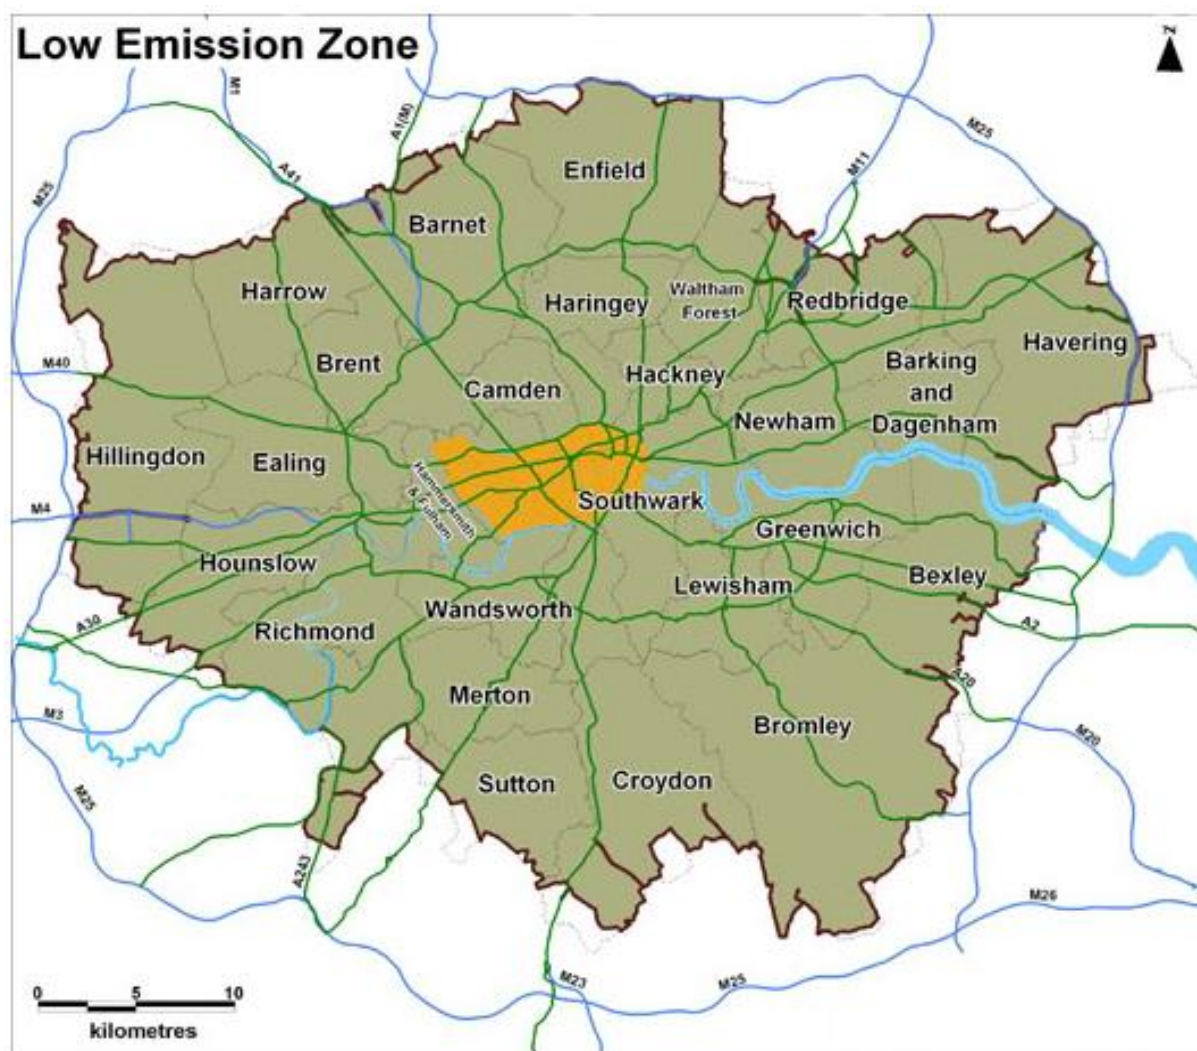 Low Emission Zone
Z
M1
A1(M)
M25
M25
M11
A41
Enfield
Barnet
Harrow
Haringey
Waltham
Forest
Redbridge
Havering
M40
Brent
Camden
Hackney
Barking
and
Dagenham
Newham
Hillingdon
Ealing
Hammersmith
& Fulham
Southwark
M4
Greenwich
Hounslow
Lewisham
Bexley
Wandsworth
A30
Richmond
A2
A20
M3
Merton
Bromley
M20
Sutton
Croydon
M25
A243
M26
M23
M25
0 5 10
kilometres